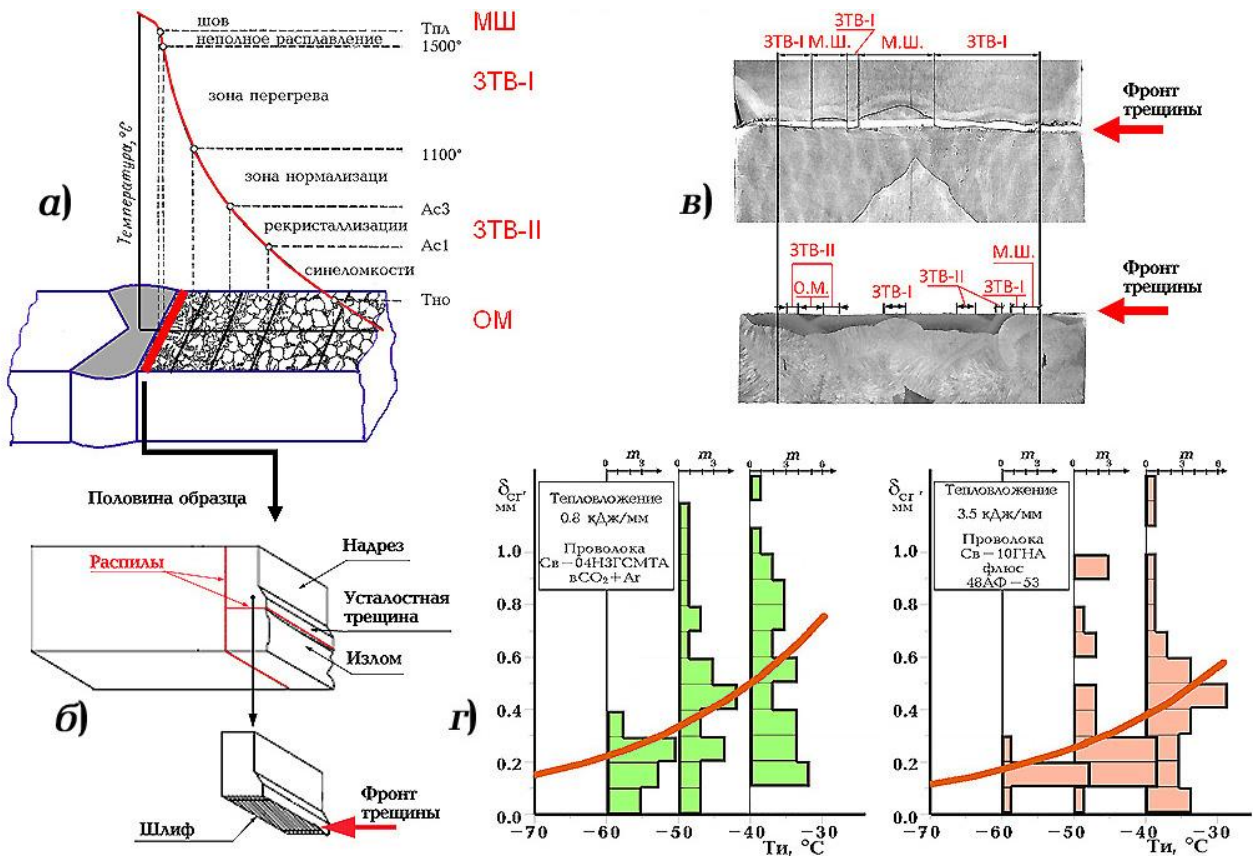 шов
Тпл
МШ
неполное расплавление
1500°
ЗТВ-I
зона перегрева
Температура, °С
1100°
зона нормализаци
а)
Ас3
рекристаллизации
ЗТВ-II
Ас1
синеломкости
Тно
ОМ
Половина образца
Распилы
Надрез
Усталостная
трещина
Излом
б)
Фронт
трещины
Шлиф
ЗТВ-I
ЗТВ-I
М.Ш.
М.Ш.
ЗТВ-I
Фронт
трещины
в)
ЗТВ-II
О.М.
ЗТВ-I
ЗТВ-II
М.Ш.
ЗТВ-I
Фронт
трещины
г)
δсг,
мм
0 m 3
0 m 3
0 m 3 6
Тепловложение
0.8 кДж/мм
Проволока
Св-04Н3ГСМТА
вCO₂+Ar
1.0
0.8
0.6
0.4
0.2
0.0
-70 -60 -50 -40 -30
Ти, °С
δсг,
мм
0 m 3
0 m 3
0 m 3 6
Тепловложение
3.5 кДж/мм
Проволока
Св-10ГНА
флюс
48АФ-53
1.0
0.8
0.6
0.4
0.2
0.0
-70 -60 -50 -40 -30
Ти, °С